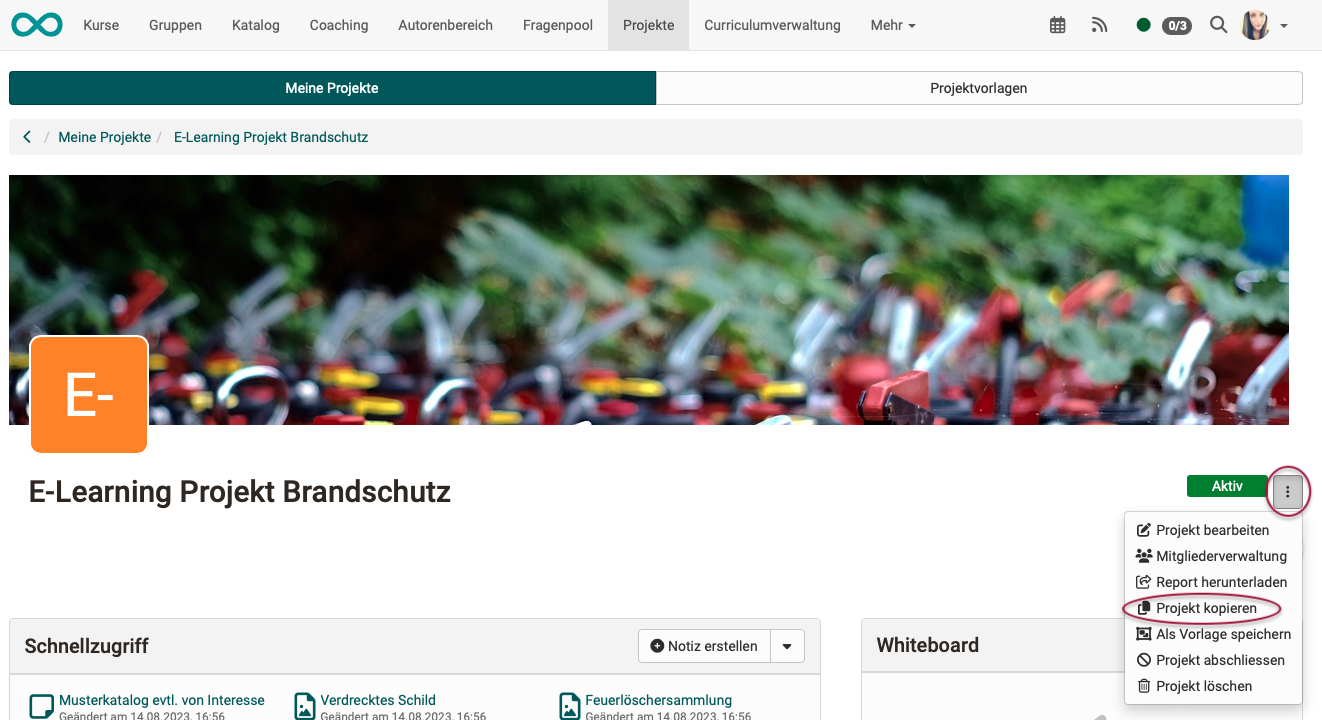 Kurse Gruppen Katalog Coaching Autorenbereich Fragenpool Projekte Curriculumverwaltung Mehr 0/3
Meine Projekte Projektvorlagen
/ Meine Projekte / E-Learning Projekt Brandschutz
E-
E-Learning Projekt Brandschutz
Aktiv
Projekt bearbeiten
Mitgliederverwaltung
Report herunterladen
Projekt kopieren
Als Vorlage speichern
Projekt abschliessen
Projekt löschen
Schnellzugriff Notiz erstellen
Whiteboard
Musterkatalog evtl. von Interesse Verdrecktes Schild Feuerlöschersammlung
Geändert am 14.08.2023, 16:56 Geändert am 14.08.2023, 16:56 Geändert am 14.08.2023, 16:56